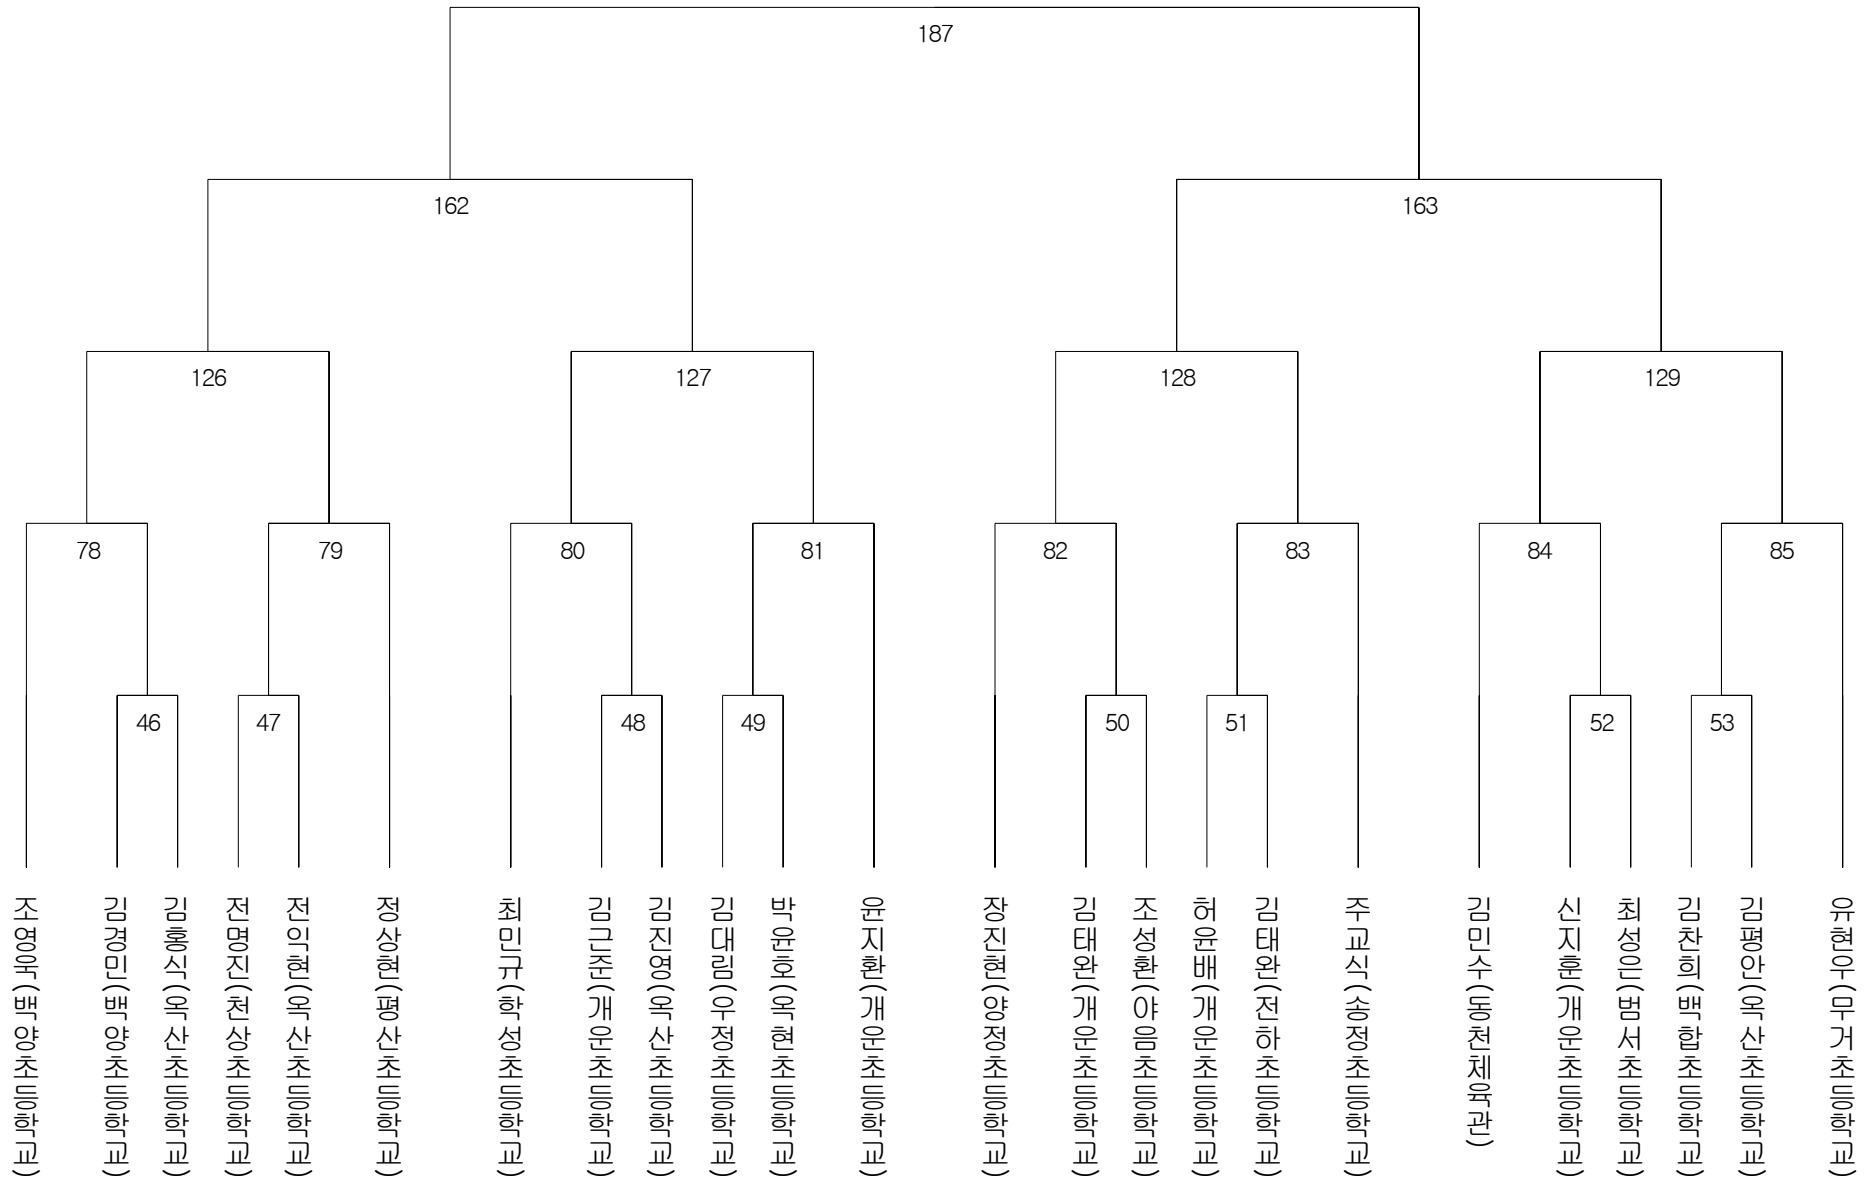 187
162
163
126
127
128
129
78
79
80
81
82
83
84
85
46
47
48
49
50
51
52
53
조영욱(백양초등학교)
김경민(백양초등학교)
김홍식(옥산초등학교)
전명진(천상초등학교)
전익현(옥산초등학교)
정상현(평산초등학교)
최민규(학성초등학교)
김근준(개운초등학교)
김진영(옥산초등학교)
김대림(우정초등학교)
박윤호(옥현초등학교)
윤지환(개운초등학교)
장진현(양정초등학교)
김태완(개운초등학교)
조성환(야음초등학교)
허윤배(개운초등학교)
김태완(전하초등학교)
주교식(송정초등학교)
김민수(동천체육관)
신지훈(개운초등학교)
최성은(범서초등학교)
김찬희(백합초등학교)
김평안(옥산초등학교)
유현우(무거초등학교)